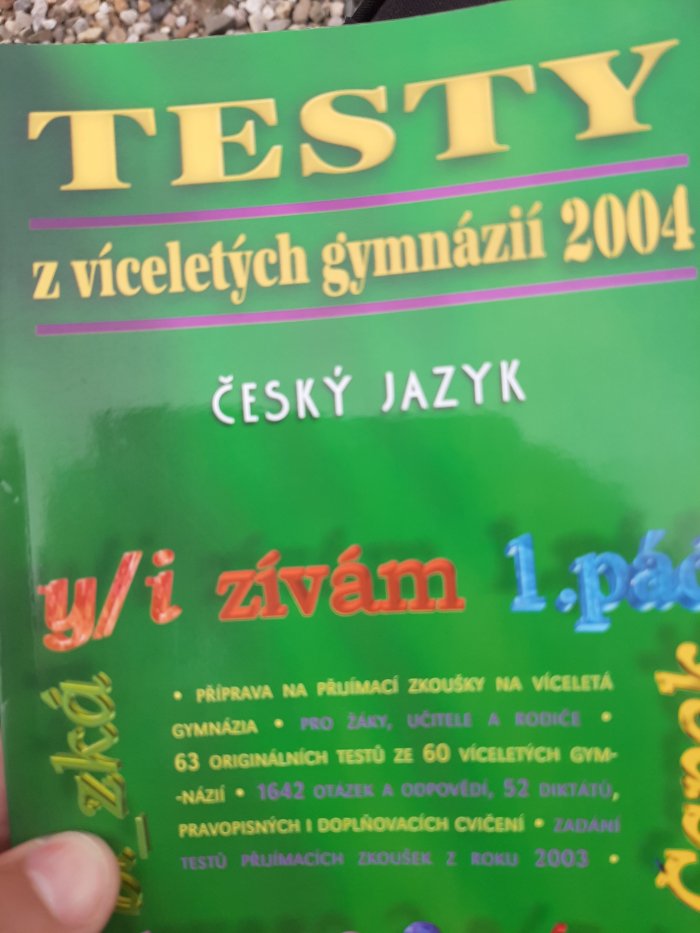 TESTY
z víceletých gymnázií 2004
ČESKÝ JAZYK
y/i zívám 1.pá
• PŘÍPRAVA NA PŘIJÍMACÍ ZKOUŠKY NA VÍCELETÁ
GYMNÁZIA • PRO ŽÁKY, UČITELE A RODIČE •
63 ORIGINÁLNÍCH TESTŮ ZE 60 VÍCELETÝCH GYM-
-NÁZIÍ • 1642 OTÁZEK A ODPOVĚDÍ, 52 DIKTÁTŮ,
PRAVOPISNÝCH I DOPLŇOVACÍCH CVIČENÍ • ZADÁNÍ
TESTŮ PŘIJÍMACÍCH ZKOUŠEK Z ROKU 2003 •
zká